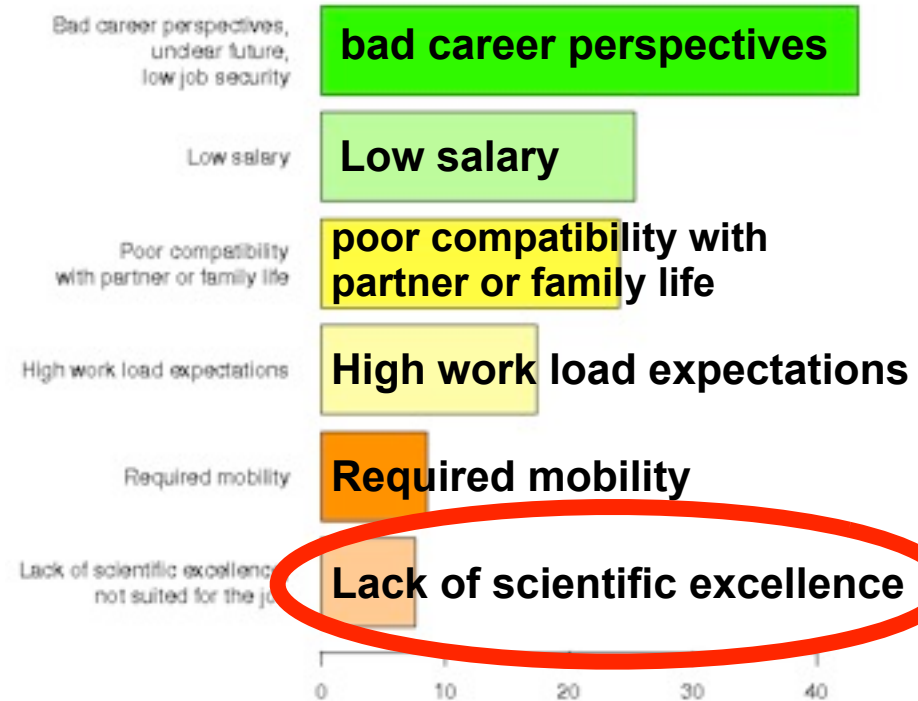 Bad career perspectives,
unclear future,
low job security
bad career perspectives
Low salary
Low salary
Poor compatibility
with partner or family life
poor compatibility with
partner or family life
High work load expectations
High work load expectations
Required mobility
Required mobility
Lack of scientific excellence
not suited for the jo
Lack of scientific excellence
0 10 20 30 40